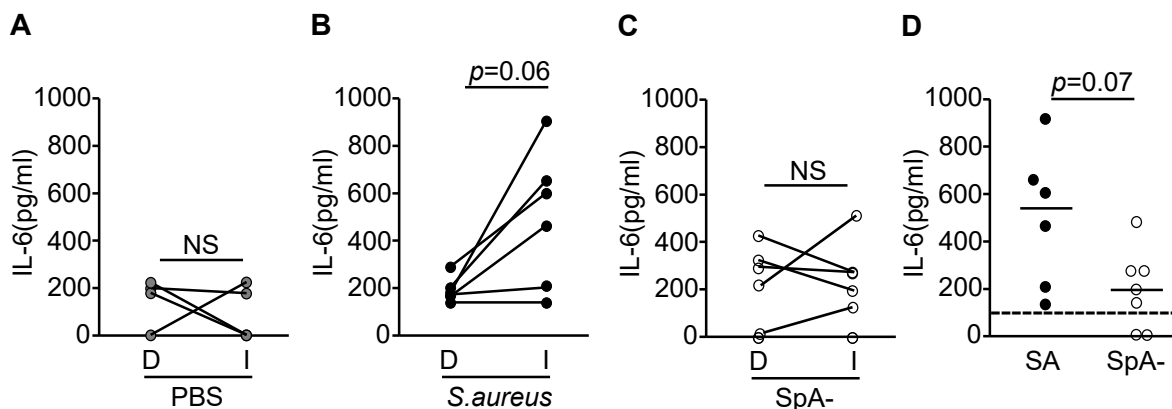 A
IL-6(pg/ml)
1000
800
600
400
200
0
NS
D I
PBS
B
IL-6(pg/ml)
1000
800
600
400
200
0
p=0.06
D I
S.aureus
C
IL-6(pg/ml)
1000
800
600
400
200
0
NS
D I
SpA-
D
IL-6(pg/ml)
1000
800
600
400
200
0
p=0.07
SA SpA-